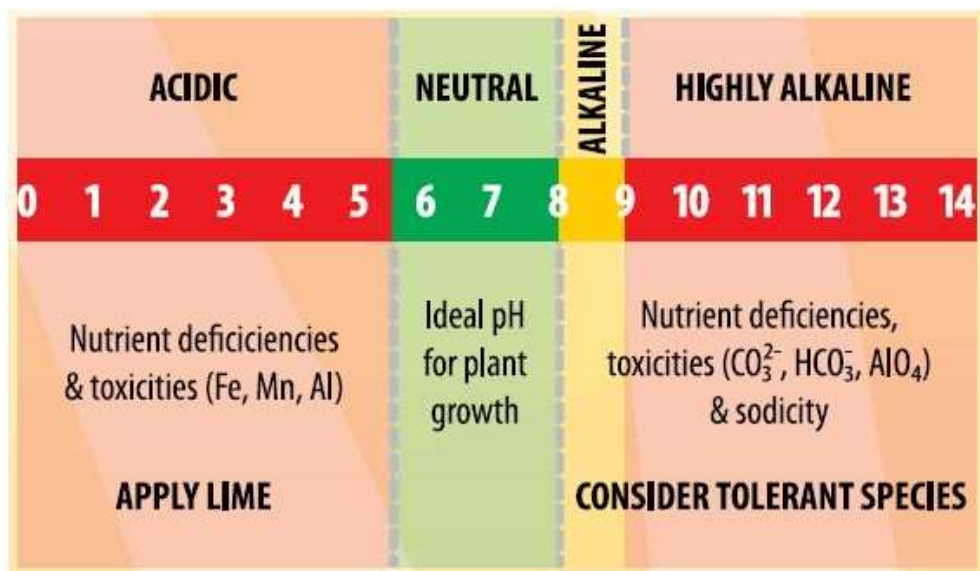 ACIDIC
NEUTRAL
ALKALINE
HIGHLY ALKALINE
0 1 2 3 4 5 6 7 8 9 10 11 12 13 14
Nutrient deficiciencies
& toxicities (Fe, Mn, Al)
Ideal pH
for plant
growth
Nutrient deficiencies,
toxicities (CO₃²⁻, HCO₃⁻, AlO₄)
& sodicity
APPLY LIME
CONSIDER TOLERANT SPECIES